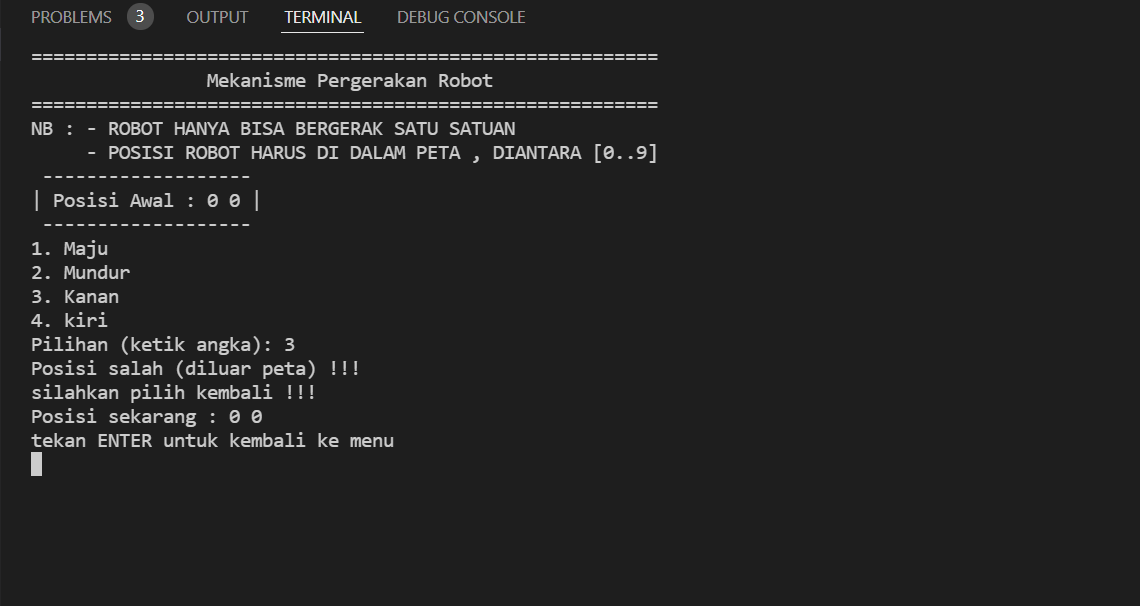 PROBLEMS 3 OUTPUT TERMINAL DEBUG CONSOLE
=========================================================
Mekanisme Pergerakan Robot
=========================================================
NB : - ROBOT HANYA BISA BERGERAK SATU SATUAN
- POSISI ROBOT HARUS DI DALAM PETA , DIANTARA [0..9]
-------------------
| Posisi Awal : 0 0 |
-------------------
1. Maju
2. Mundur
3. Kanan
4. kiri
Pilihan (ketik angka): 3
Posisi salah (diluar peta) !!!
silahkan pilih kembali !!!
Posisi sekarang : 0 0
tekan ENTER untuk kembali ke menu